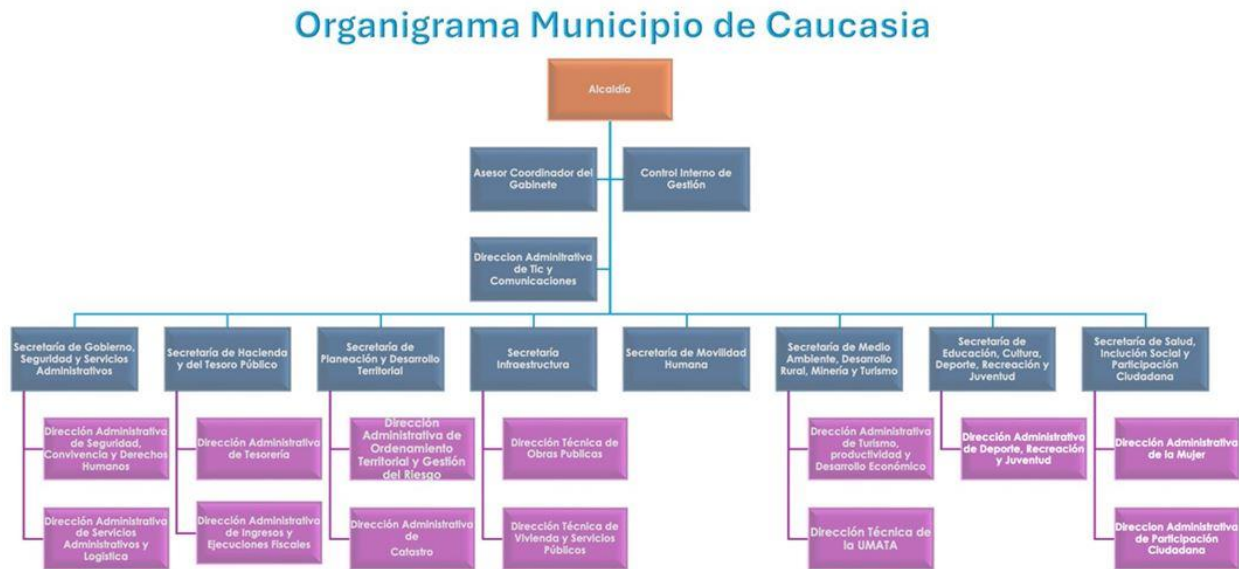 Organigrama Municipio de Caucasia
Alcaldía
Asesor Coordinador del
Gabinete
Control Interno de
Gestión
Direccion Adminitrativa
de Tic y
Comunicaciones
Secretaría de Gobierno,
Seguridad y Servicios
Administrativos
Secretaría de Hacienda
y del Tesoro Público
Secretaría de
Planeación y Desarrollo
Territorial
Secretaría
Infraestructura
Secretaría de Movilidad
Humana
Secretaría de Medio
Ambiente, Desarrollo
Rural, Minería y Turismo
Secretaría de
Educación, Cultura,
Deporte, Recreación y
Juventud
Secretaría de Salud,
Inclución Social y
Participación
Ciudadana
Dirección Administrativa
de Seguridad,
Convivencia y Derechos
Humanos
Dirección Administrativa
de Tesorería
Dirección
Administrativa de
Ordenamiento
Territorial y Gestión
del Riesgo
Dirección Técnica de
Obras Publicas
Dirección Administrativa
de Turismo,
productividad y
Desarrollo Económico
Dirección Administrativa
de Deporte, Recreación
y Juventud
Dirección Administrativa
de la Mujer
Dirección Administrativa
de Servicios
Administrativos y
Logística
Dirección Administrativa
de Ingresos y
Ejecuciones Fiscales
Dirección Administrativa
de
Catastro
Dirección Técnica de
Vivienda y Servicios
Públicos
Dirección Técnica de
la UMATA
Direccion Administrativa
de Participación
Ciudadana